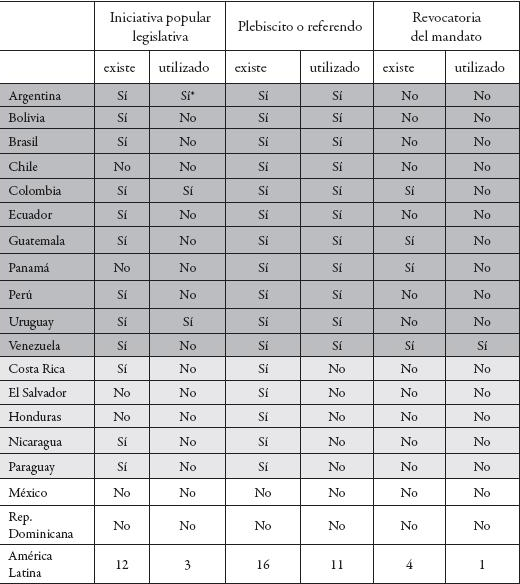 Iniciativa popular legislativa | Plebiscito o referendo | Revocatoria del mandato
existe | utilizado | existe | utilizado | existe | utilizado
Argentina | Sí | Sí* | Sí | Sí | No | No
Bolivia | Sí | No | Sí | Sí | No | No
Brasil | Sí | No | Sí | Sí | No | No
Chile | No | No | Sí | Sí | No | No
Colombia | Sí | Sí | Sí | Sí | Sí | No
Ecuador | Sí | No | Sí | Sí | No | No
Guatemala | Sí | No | Sí | Sí | Sí | No
Panamá | No | No | Sí | Sí | Sí | No
Perú | Sí | No | Sí | Sí | No | No
Uruguay | Sí | Sí | Sí | Sí | No | No
Venezuela | Sí | No | Sí | Sí | Sí | Sí
Costa Rica | Sí | No | Sí | No | No | No
El Salvador | No | No | Sí | No | No | No
Honduras | No | No | Sí | No | No | No
Nicaragua | Sí | No | Sí | No | No | No
Paraguay | Sí | No | Sí | No | No | No
México | No | No | No | No | No | No
Rep. Dominicana | No | No | No | No | No | No
América Latina | 12 | 3 | 16 | 11 | 4 | 1